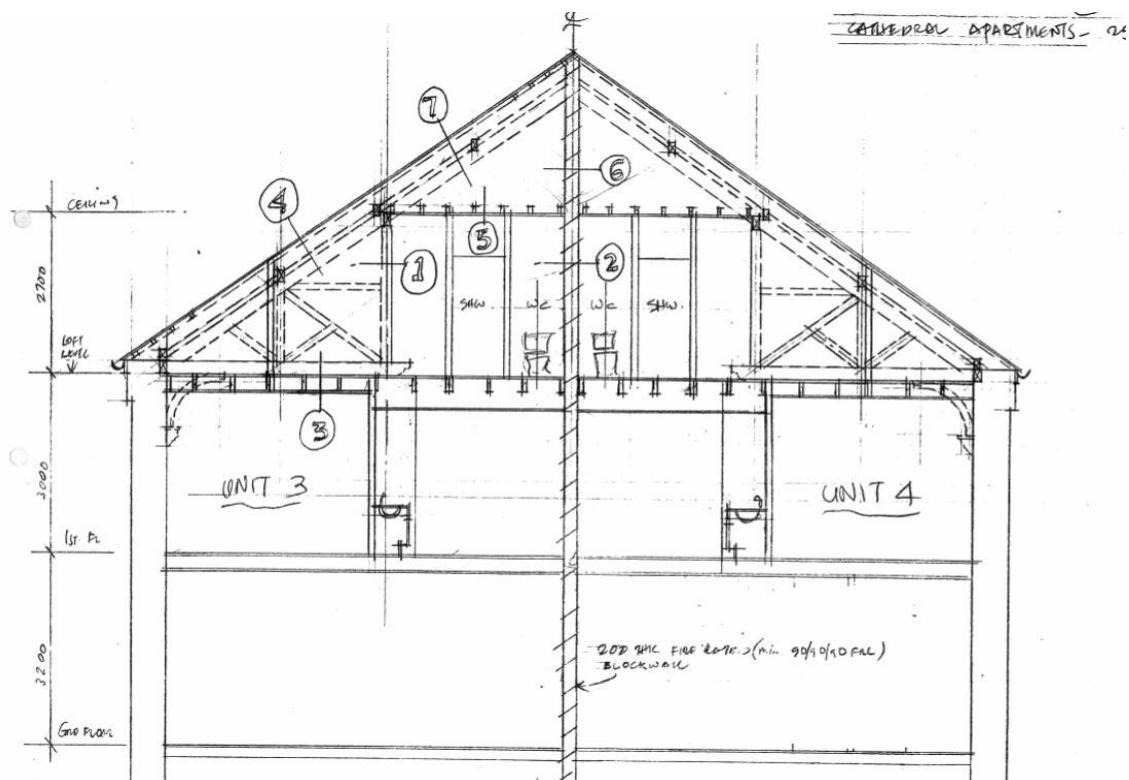 CATHEDRAL APARTMENTS-
7
6
CEILING
4
5
1
2
2700
SHW.
WC
WC
SHW.
LOFT
LEVEL
3
3000
UNIT 3
UNIT 4
1ST. FL
200 THK. FIRE RATED (min 90/90/90 FRL)
BLOCKWALL
3200
GND FLOOR